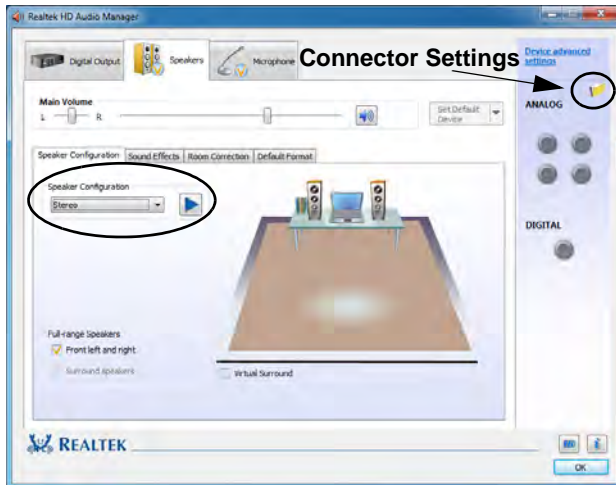 Realtek HD Audio Manager
Digital Output
Speakers
Microphone
Connector Settings
Device advanced
settings
Main Volume
L
R
Set Default
Device
ANALOG
Speaker Configuration
Sound Effects
Room Correction
Default Format
Speaker Configuration
Stereo
DIGITAL
Full-range Speakers
Front left and right
Surround speakers
Virtual Surround
REALTEK
i
OK